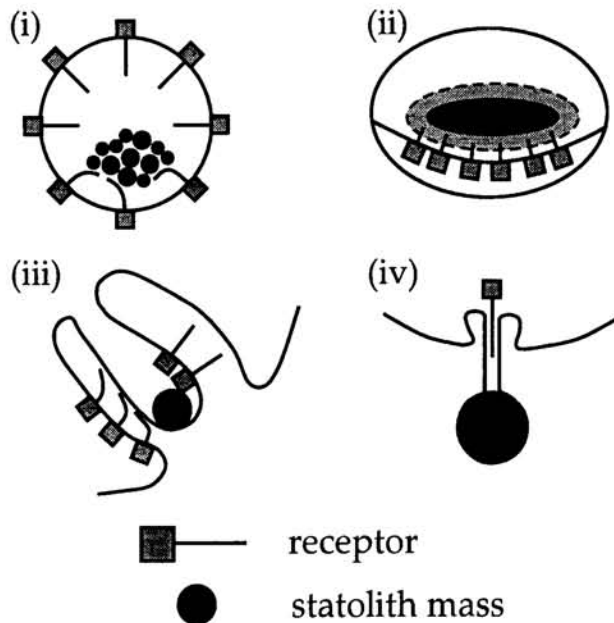 (i)
(ii)
(iii)
(iv)
receptor
statolith mass